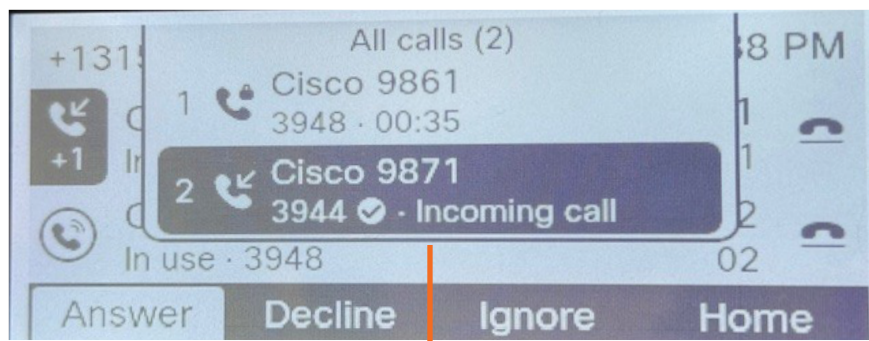 All calls (2)
1 Cisco 9861
3948 · 00:35
2 Cisco 9871
3944 · Incoming call
+131
8 PM
+1
In use · 3948
02
Answer Decline Ignore Home